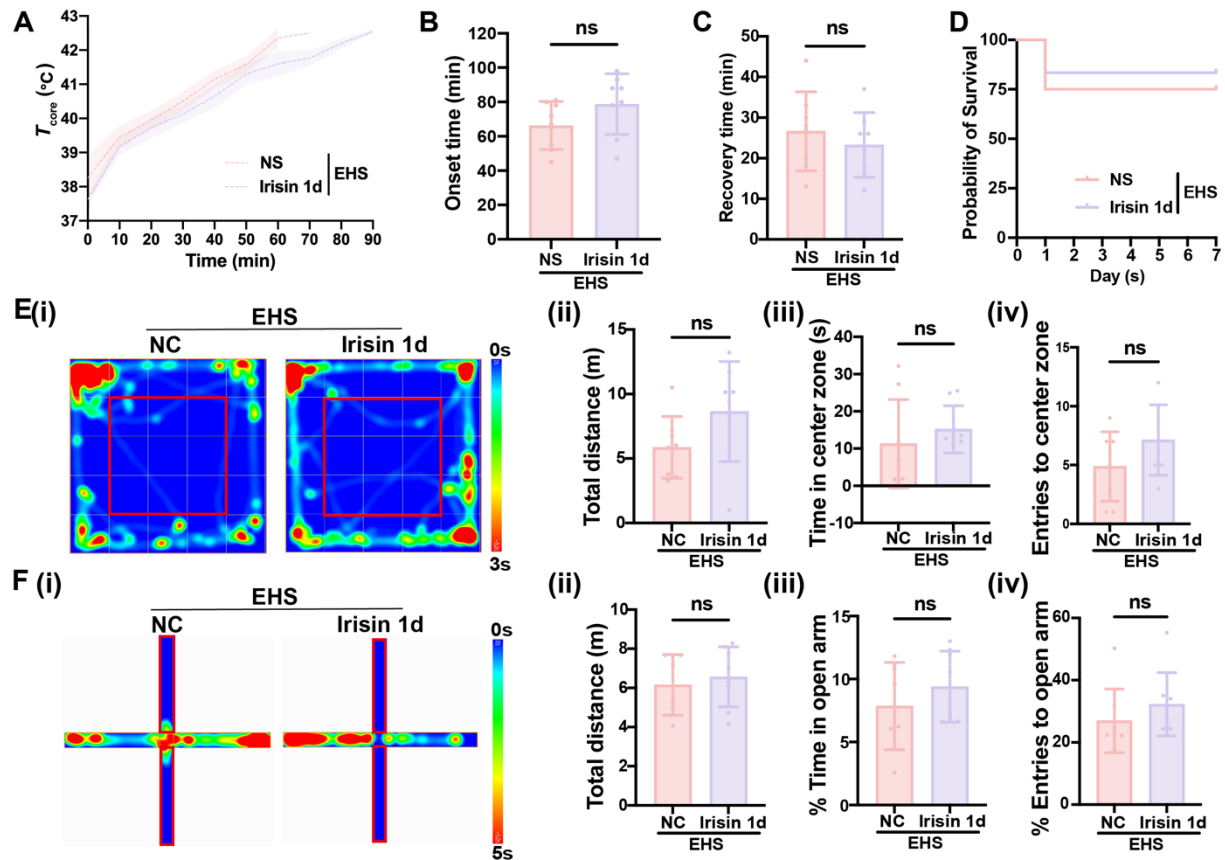 A
T core (°C)
43
42
41
40
39
38
37
0 10 20 30 40 50 60 70 80 90
Time (min)
NS
Irisin 1d
EHS
B
Onset time (min)
120
100
80
60
40
20
0
ns
NS Irisin 1d
EHS
C
Recovery time (min)
50
40
30
20
10
0
ns
NS Irisin 1d
EHS
D
Probability of Survival
100
75
50
25
0
0 1 2 3 4 5 6 7
Day (s)
NS
Irisin 1d
EHS
E (i)
EHS
NC Irisin 1d
0s
3s
(ii)
Total distance (m)
15
10
5
0
ns
NC Irisin 1d
EHS
(iii)
Time in center zone (s)
40
30
20
10
0
-10
ns
NC Irisin 1d
EHS
(iv)
Entries to center zone
15
10
5
0
ns
NC Irisin 1d
EHS
F (i)
EHS
NC Irisin 1d
0s
5s
(ii)
Total distance (m)
10
8
6
4
2
0
ns
NC Irisin 1d
EHS
(iii)
% Time in open arm
15
10
5
0
ns
NC Irisin 1d
EHS
(iv)
% Entries to open arm
60
40
20
0
ns
NC Irisin 1d
EHS